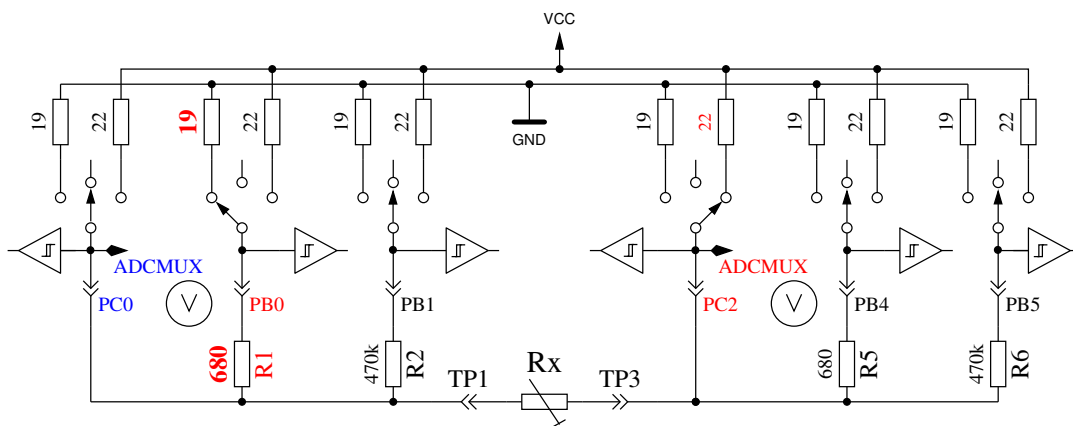 VCC
19 22 19 22 19 22 19 22 19 22 19 22
GND
ADCMUX ADCMUX
PC0 PB0 PB1 PC2 PB4 PB5
680 R1 470k R2 680 R5 470k R6
TP1 Rx TP3